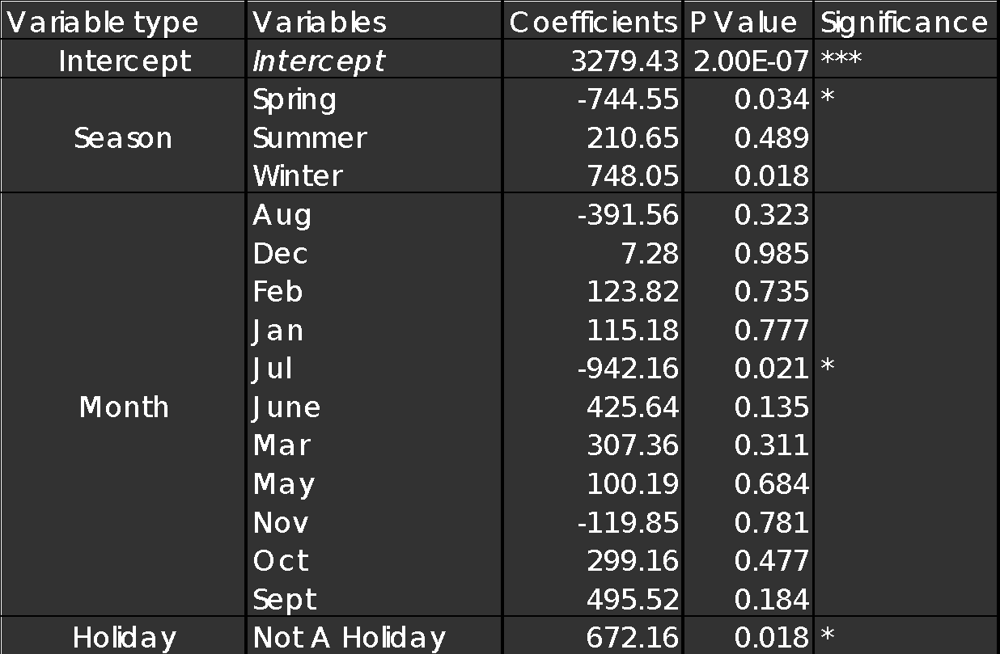 Variable type Variables Coefficients P Value Significance
Intercept Intercept 3279.43 2.00E-07 ***
Spring -744.55 0.034 *
Season Summer 210.65 0.489
Winter 748.05 0.018
Aug -391.56 0.323
Dec 7.28 0.985
Feb 123.82 0.735
Jan 115.18 0.777
Jul -942.16 0.021 *
Month June 425.64 0.135
Mar 307.36 0.311
May 100.19 0.684
Nov -119.85 0.781
Oct 299.16 0.477
Sept 495.52 0.184
Holiday Not A Holiday 672.16 0.018 *